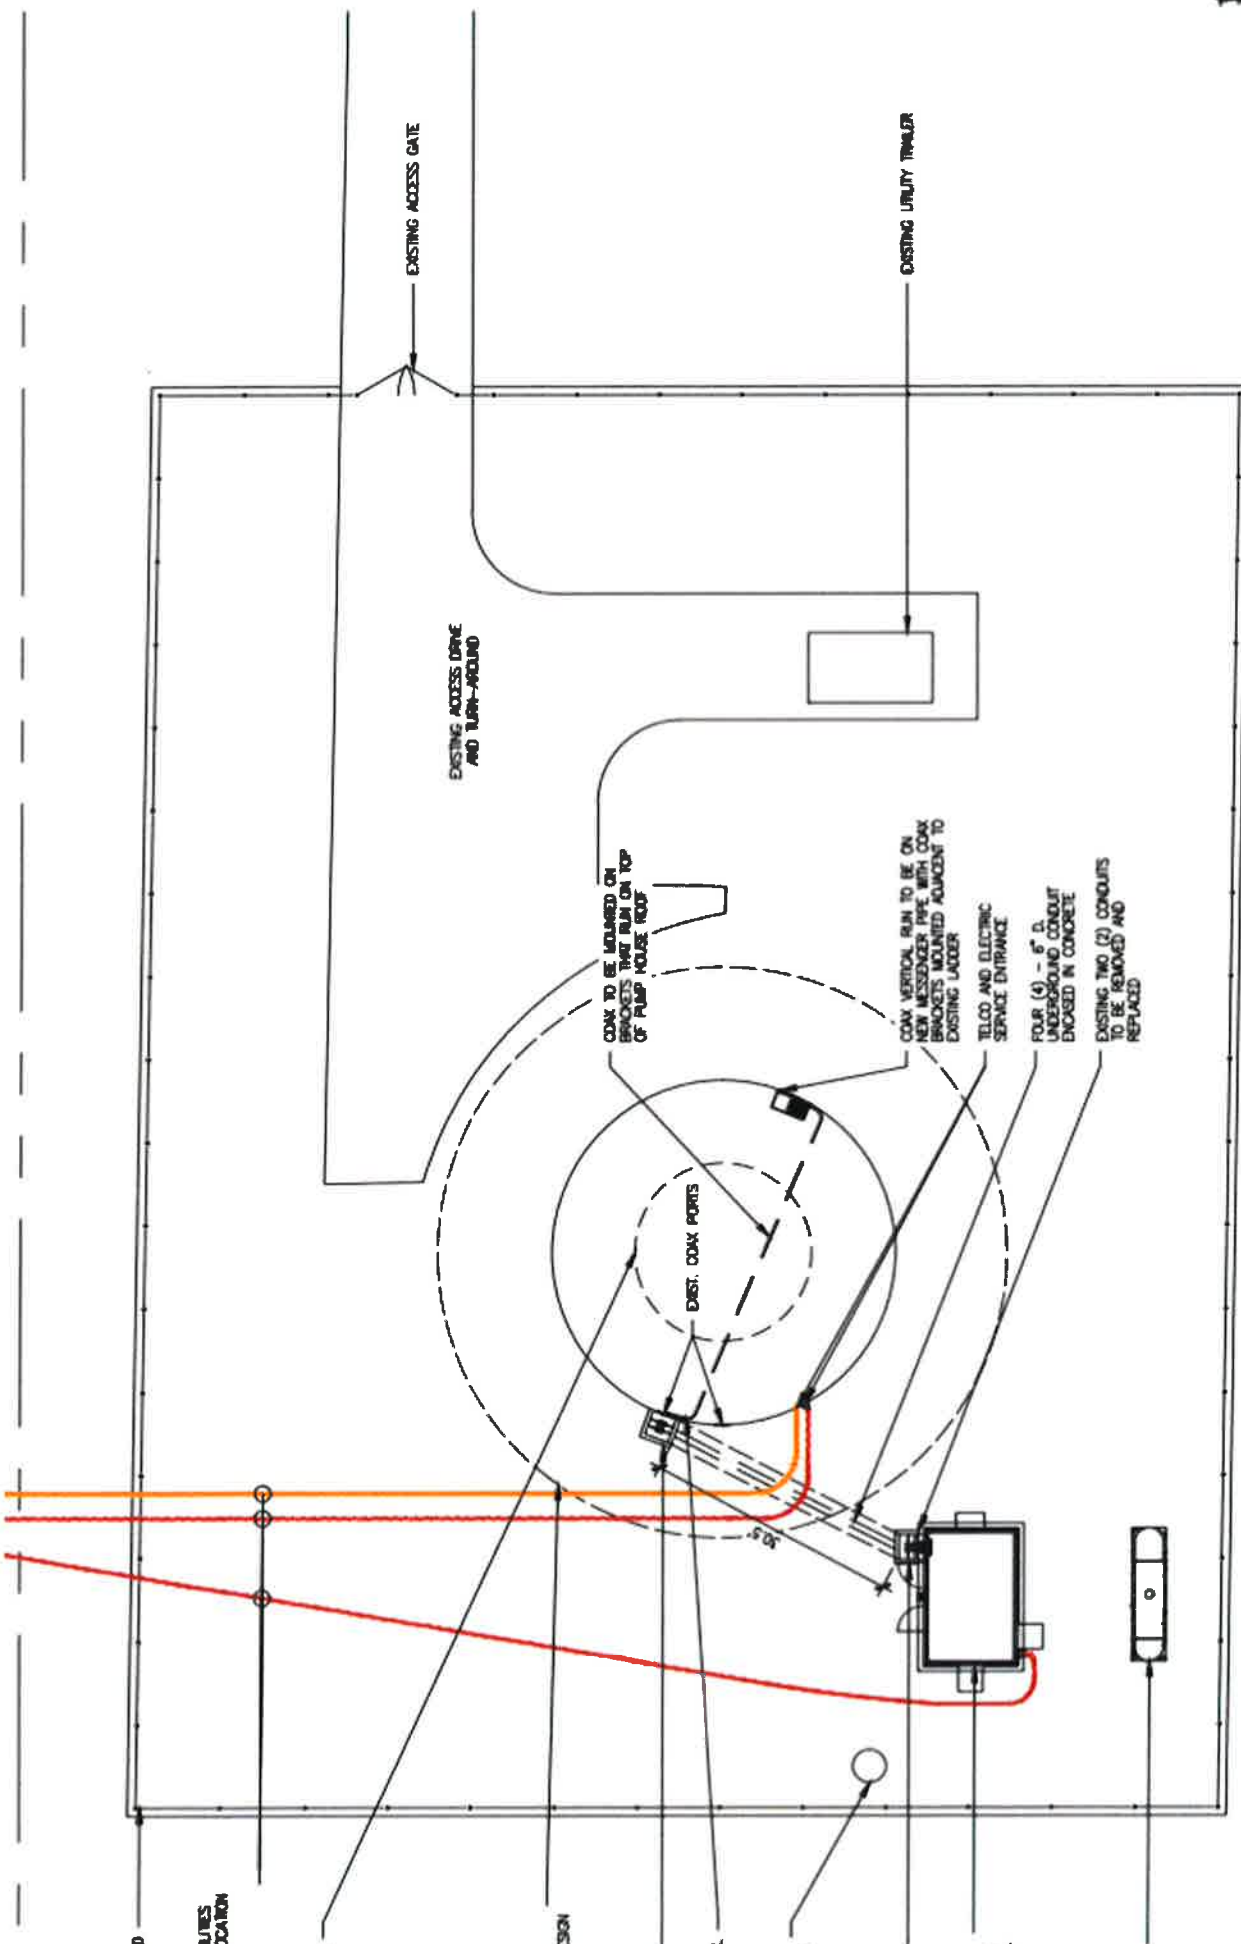 EXISTING ACCESS GATE
EXISTING UTILITY TRAILER
EXISTING ACCESS DRIVE
AND TURN-AROUND
COAX TO BE MOUNTED ON
BRACKETS THAT RUN ON TOP
OF PUMP HOUSE ROOF
COAX VERTICAL RUN TO BE ON
NEW MESSENGER PIPE WITH COAX
BRACKETS MOUNTED ADJACENT TO
EXISTING LADDER
TELCO AND ELECTRIC
SERVICE ENTRANCE
FOUR (4) - 6" D.
UNDERGROUND CONDUIT
ENCASED IN CONCRETE
EXISTING TWO (2) CONDUITS
TO BE REMOVED AND
REPLACED
EXIST. COAX PORTS
30.5'